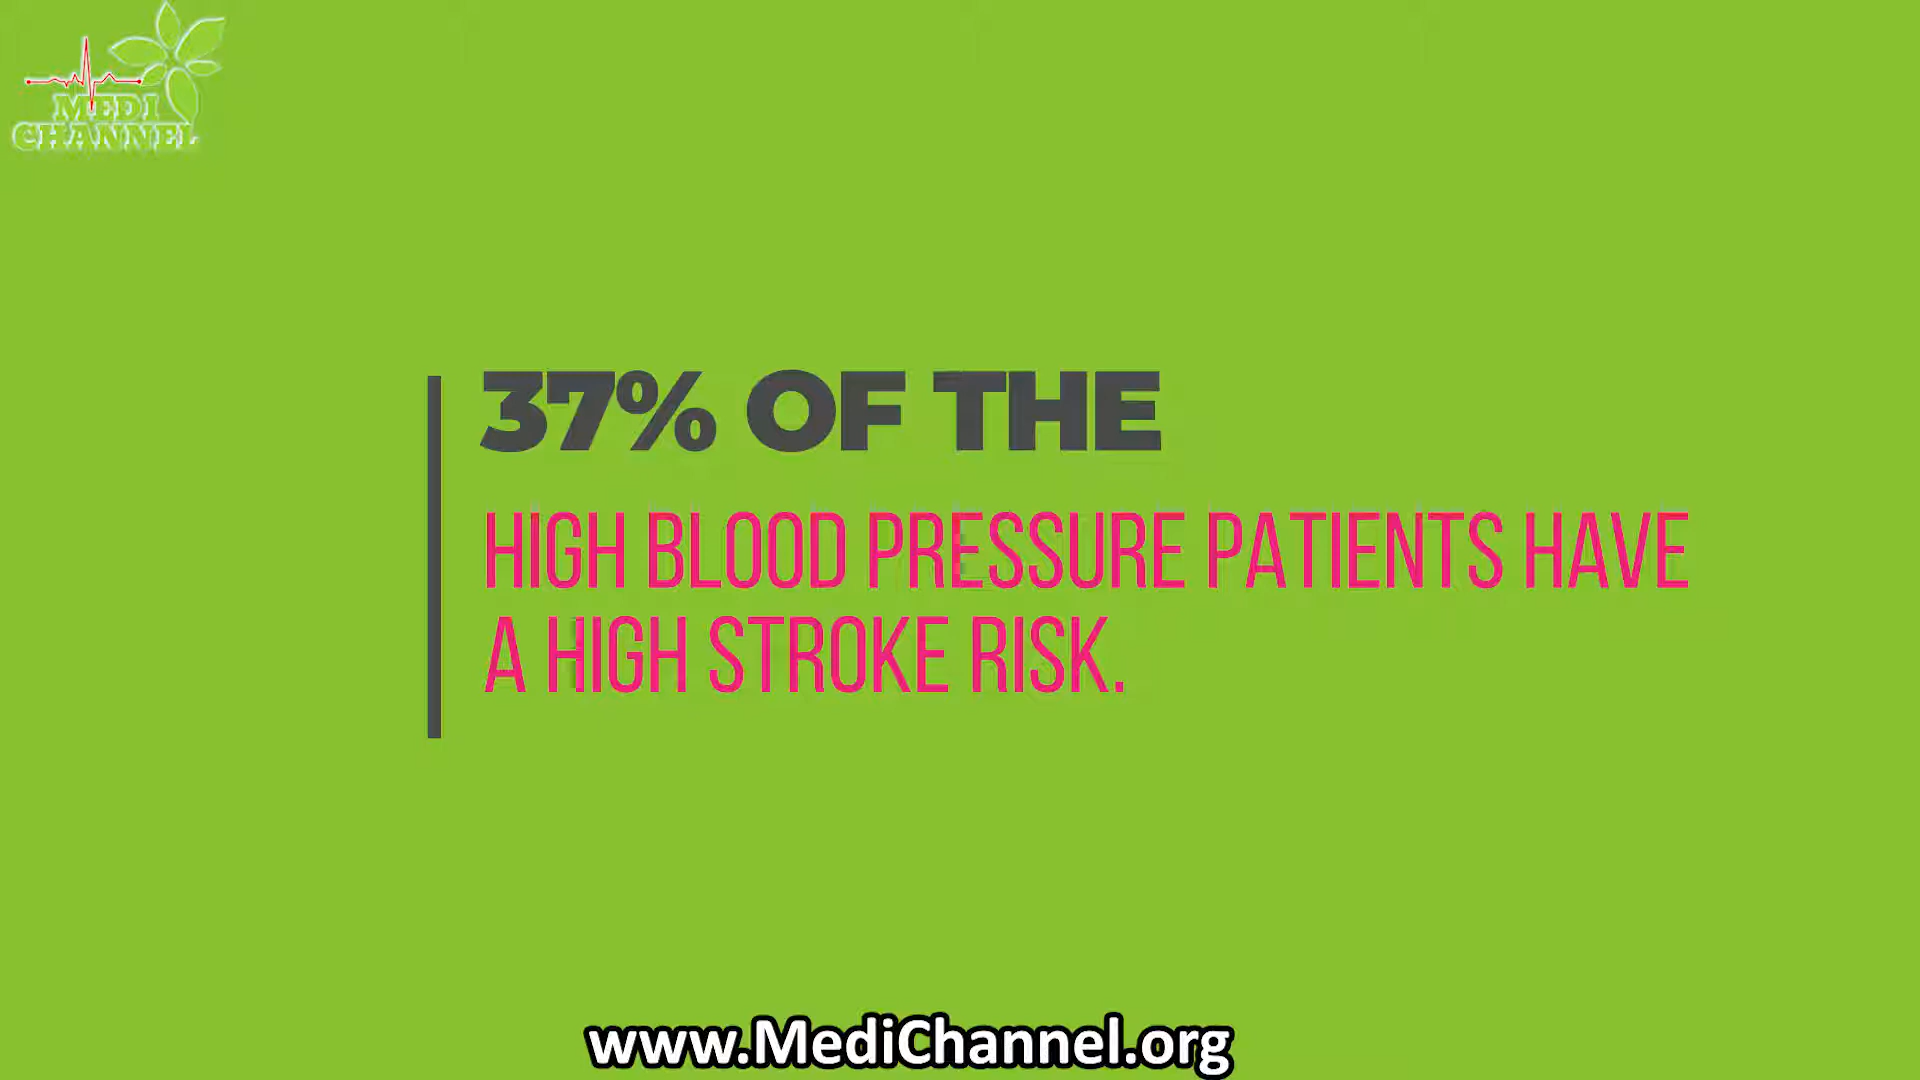 MEDI
CHANNEL
37% OF THE
HIGH BLOOD PRESSURE PATIENTS HAVE
A HIGH STROKE RISK.
www.MediChannel.org